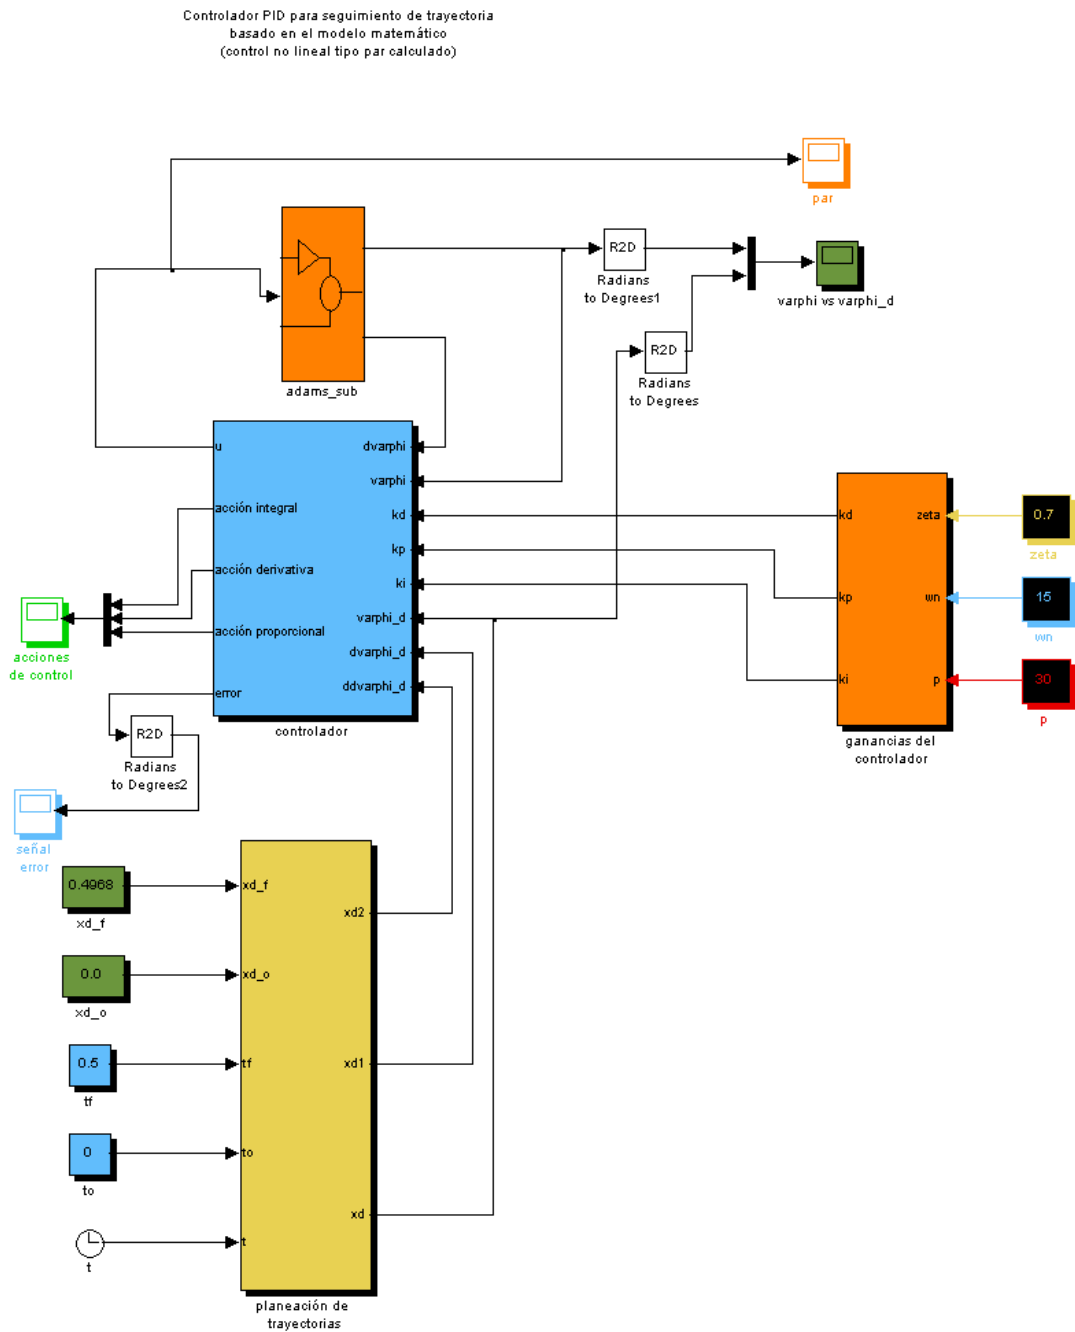 Controlador PID para seguimiento de trayectoria
basado en el modelo matemático
(control no lineal tipo par calculado)
par
R2D
Radians
to Degrees1
varphi vs varphi_d
R2D
Radians
to Degrees
adams_sub
u
acción integral
acción derivativa
acción proporcional
error
dvarphi
varphi
kd
kp
ki
varphi_d
dvarphi_d
ddvarphi_d
controlador
kd
kp
ki
zeta
wn
p
ganancias del
controlador
0.7
zeta
15
wn
30
p
acciones
de control
R2D
Radians
to Degrees2
señal
error
0.4968
xd_f
0.0
xd_o
0.5
tf
0
to
t
xd_f
xd_o
tf
to
t
xd2
xd1
xd
planeación de
trayectorias